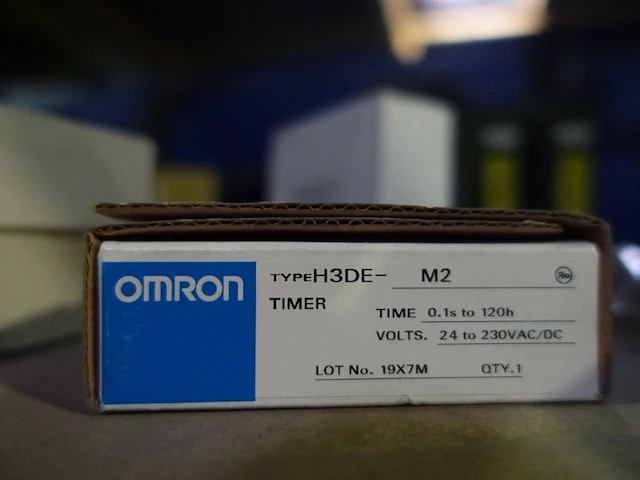 OMRON
TYPE H3DE- M2
TIMER
TIME 0.1s to 120h
VOLTS. 24 to 230VAC/DC
LOT No. 19X7M QTY.1